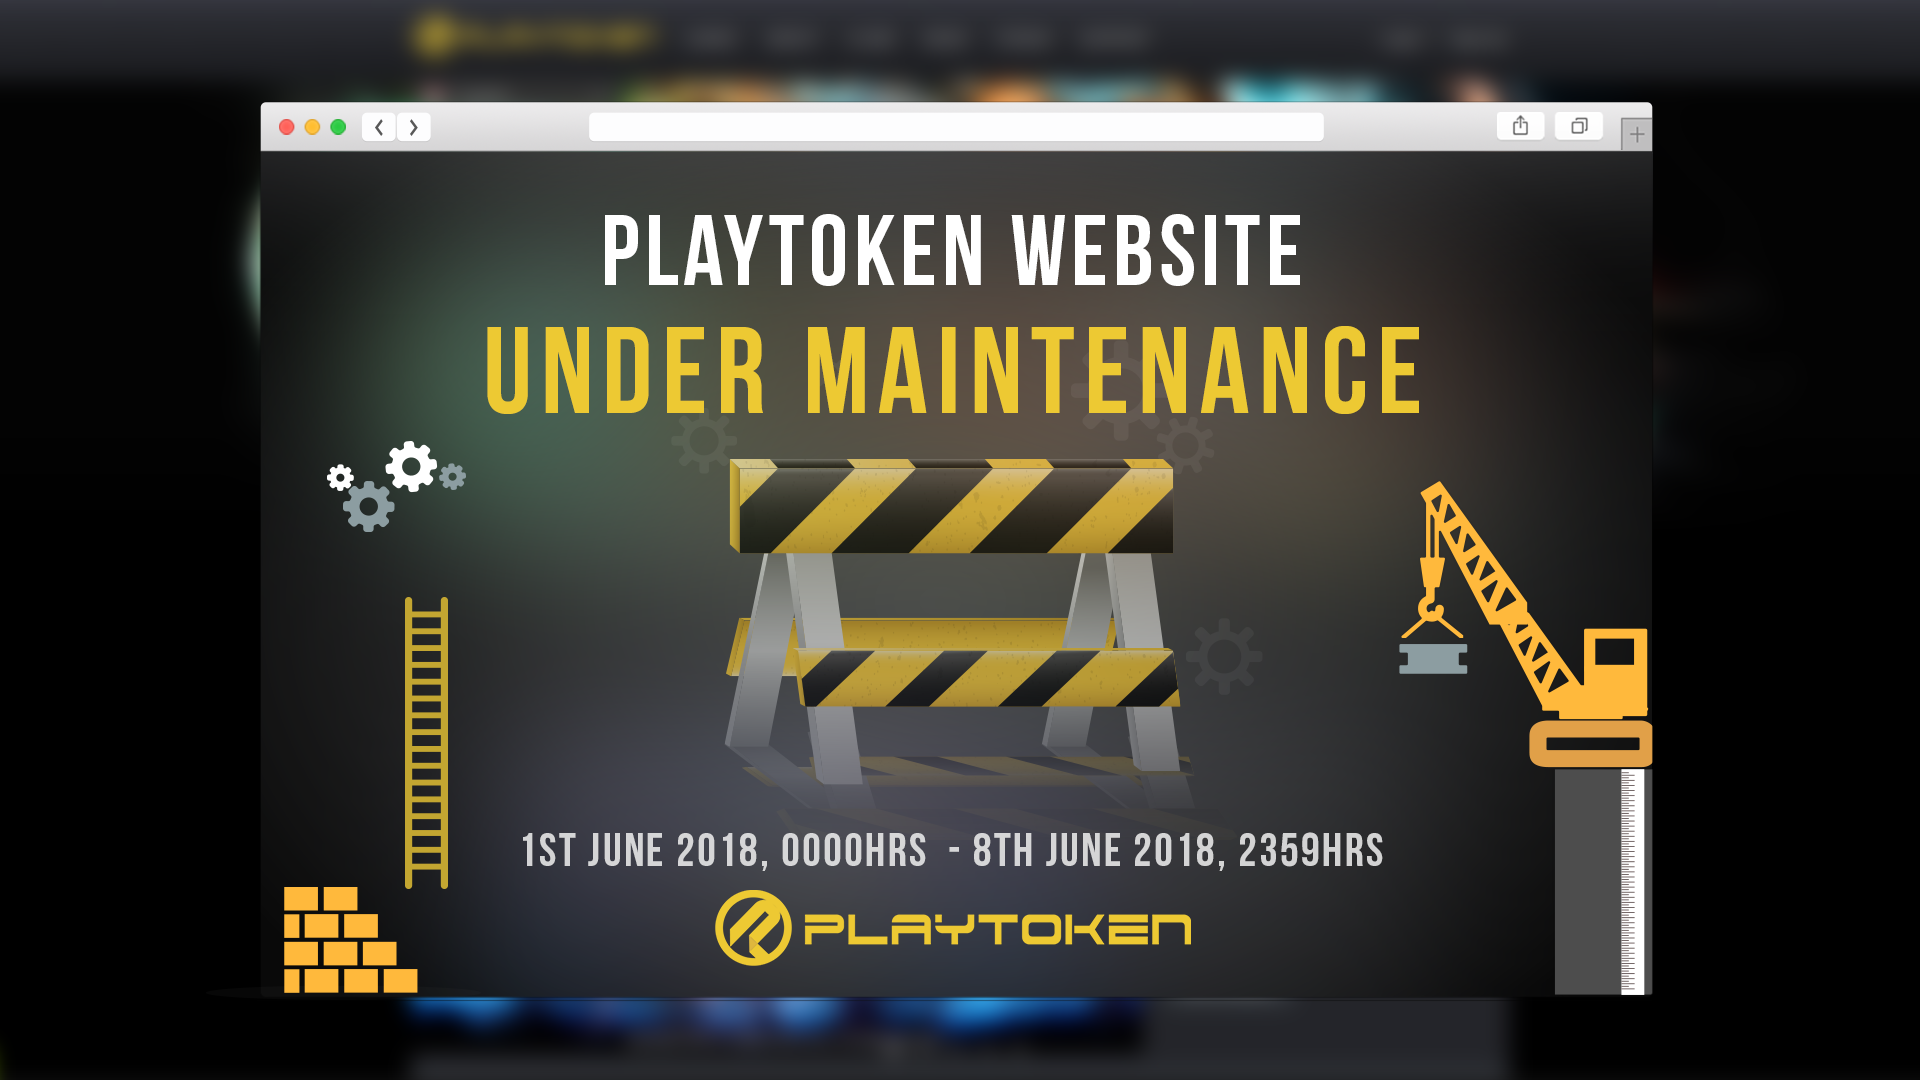 PLAYTOKEN WEBSITE
UNDER MAINTENANCE
1ST JUNE 2018, 0000HRS - 8TH JUNE 2018, 2359HRS
PLAYTOKEN